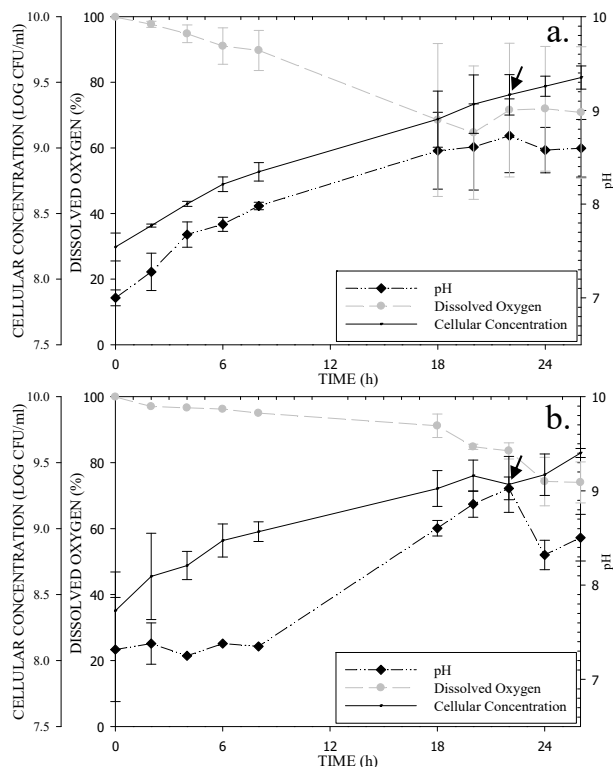 a.
CELLULAR CONCENTRATION (LOG CFU/ml)
10.0
9.5
9.0
8.5
8.0
7.5
DISSOLVED OXYGEN (%)
100
80
60
40
20
0
pH
10
9
8
7
pH
Dissolved Oxygen
Cellular Concentration
0 6 12 18 24
TIME (h)
b.
CELLULAR CONCENTRATION (LOG CFU/ml)
10.0
9.5
9.0
8.5
8.0
7.5
DISSOLVED OXYGEN (%)
100
80
60
40
20
0
pH
10
9
8
7
pH
Dissolved Oxygen
Cellular Concentration
0 6 12 18 24
TIME (h)